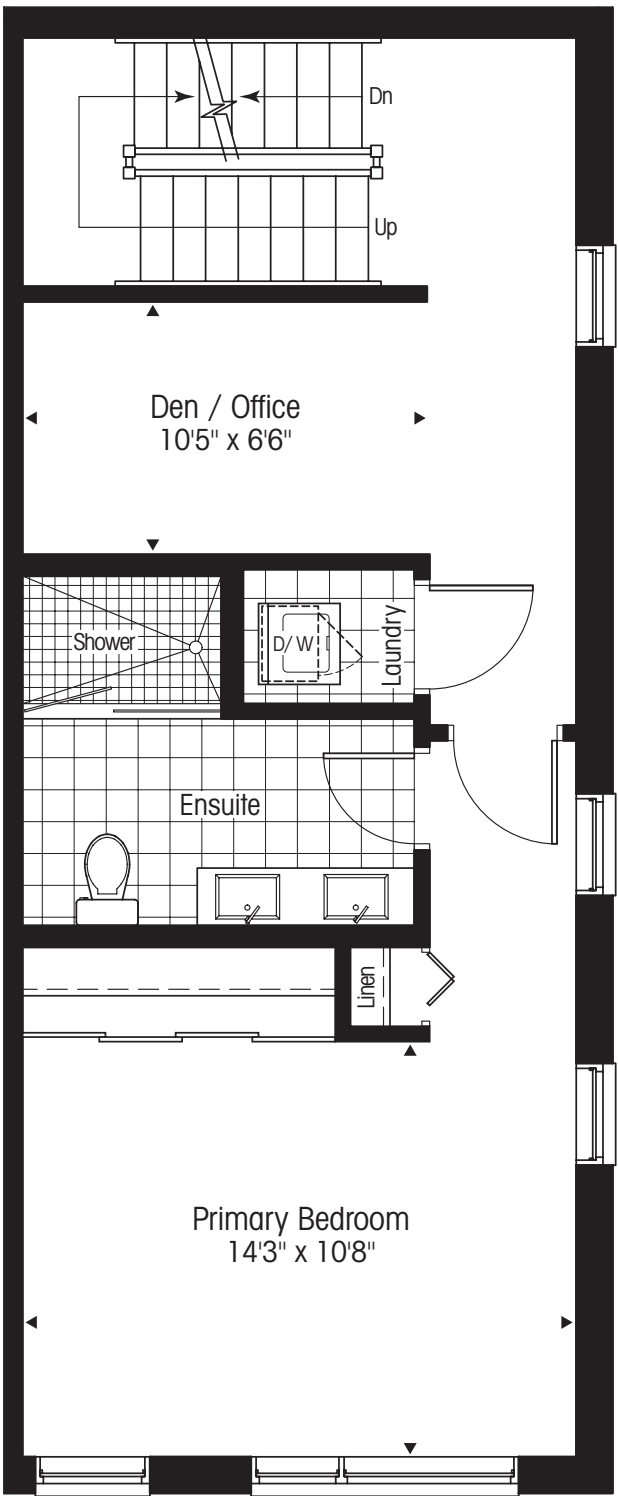 Dn
Up
Den / Office
10'5" x 6'6"
Shower
D/W
Laundry
Ensuite
Linen
Primary Bedroom
14'3" x 10'8"